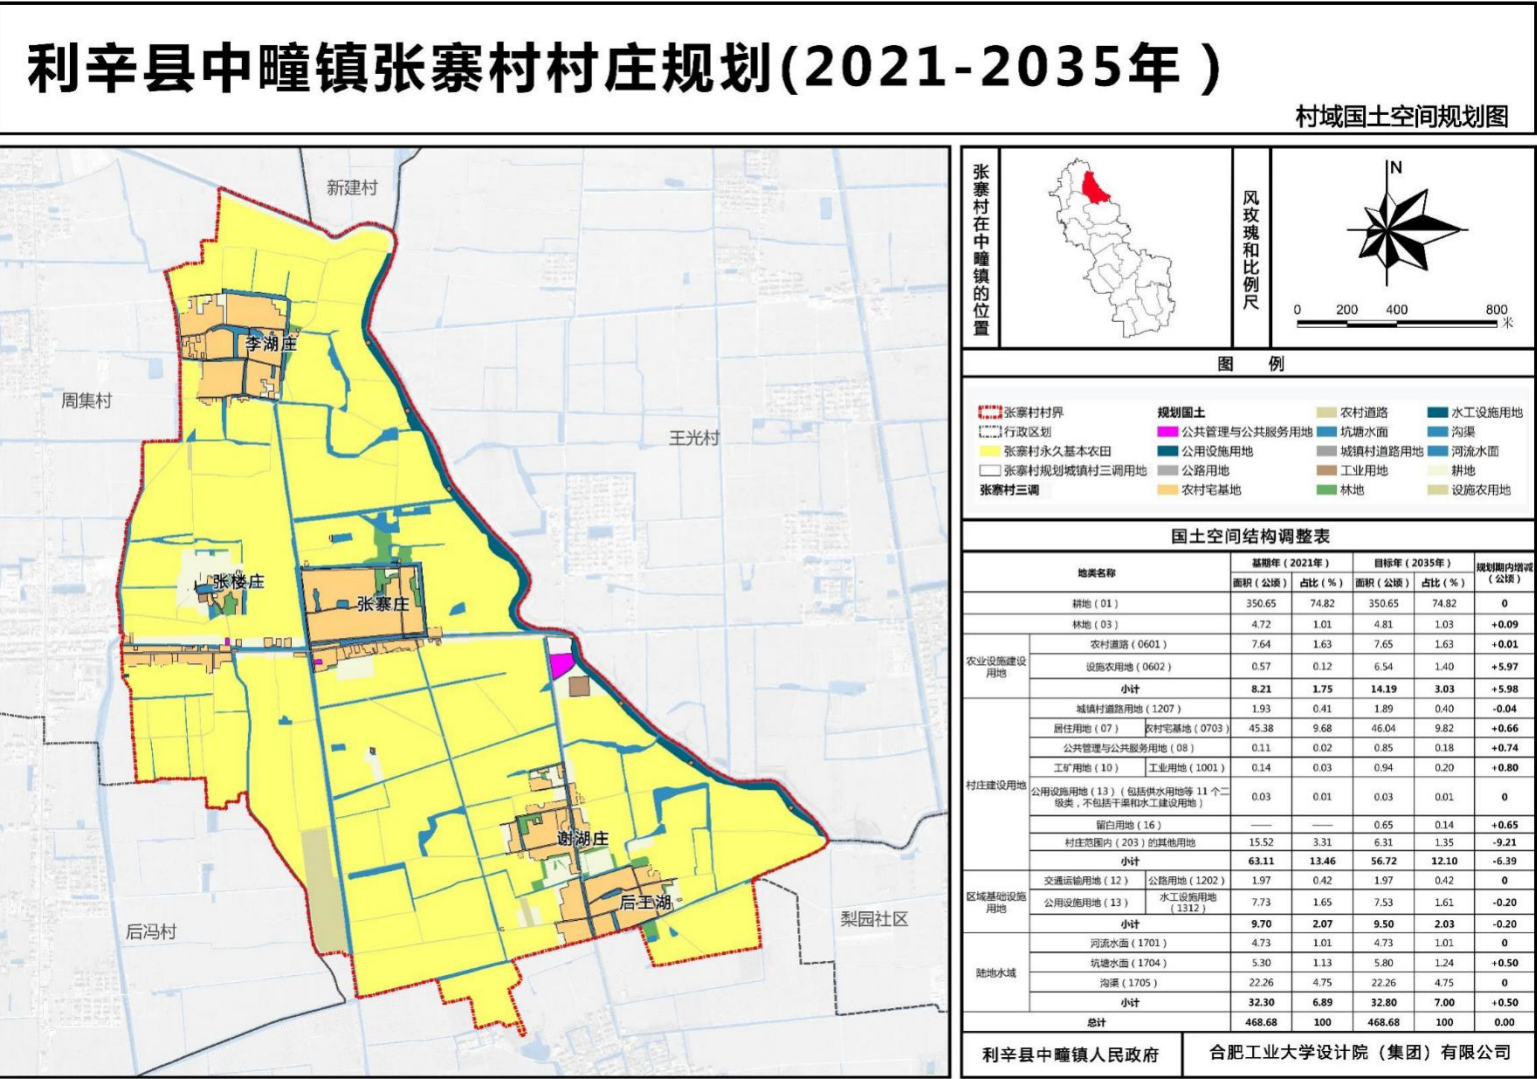 利辛县中疃镇张寨村村庄规划(2021-2035年)
村域国土空间规划图
新建村
李湖庄
周集村
王光村
张楼庄
张寨庄
谢湖庄
后王湖
后冯村
梨园社区
张寨村在中疃镇的位置
风玫瑰和比例尺
N
0 200 400 800
米
图 例
张寨村村界
行政区划
张寨村永久基本农田
张寨村规划城镇村三调用地
张寨村三调
规划国土
公共管理与公共服务用地
公用设施用地
公路用地
农村宅基地
农村道路
坑塘水面
城镇村道路用地
工业用地
林地
水工设施用地
沟渠
河流水面
耕地
设施农用地
国土空间结构调整表
地类名称 基期年(2021年) 目标年(2035年) 规划期内增减(公顷)
面积(公顷) 占比(%) 面积(公顷) 占比(%)
耕地(01) 350.65 74.82 350.65 74.82 0
林地(03) 4.72 1.01 4.81 1.03 +0.09
农业设施建设用地 农村道路(0601) 7.64 1.63 7.65 1.63 +0.01
设施农用地(0602) 0.57 0.12 6.54 1.40 +5.97
小计 8.21 1.75 14.19 3.03 +5.98
村庄建设用地 城镇村道路用地(1207) 1.93 0.41 1.89 0.40 -0.04
居住用地(07) 农村宅基地(0703) 45.38 9.68 46.04 9.82 +0.66
公共管理与公共服务用地(08) 0.11 0.02 0.85 0.18 +0.74
工矿用地(10) 工业用地(1001) 0.14 0.03 0.94 0.20 +0.80
公用设施用地(13)(包括供水用地等 11 个二级类，不包括干渠和水工建设用地) 0.03 0.01 0.03 0.01 0
留白用地(16) —— —— 0.65 0.14 +0.65
村庄范围内(203)的其他用地 15.52 3.31 6.31 1.35 -9.21
小计 63.11 13.46 56.72 12.10 -6.39
区域基础设施用地 交通运输用地(12) 公路用地(1202) 1.97 0.42 1.97 0.42 0
公用设施用地(13) 水工设施用地(1312) 7.73 1.65 7.53 1.61 -0.20
小计 9.70 2.07 9.50 2.03 -0.20
陆地水域 河流水面(1701) 4.73 1.01 4.73 1.01 0
坑塘水面(1704) 5.30 1.13 5.80 1.24 +0.50
沟渠(1705) 22.26 4.75 22.26 4.75 0
小计 32.30 6.89 32.80 7.00 +0.50
总计 468.68 100 468.68 100 0.00
利辛县中疃镇人民政府
合肥工业大学设计院（集团）有限公司